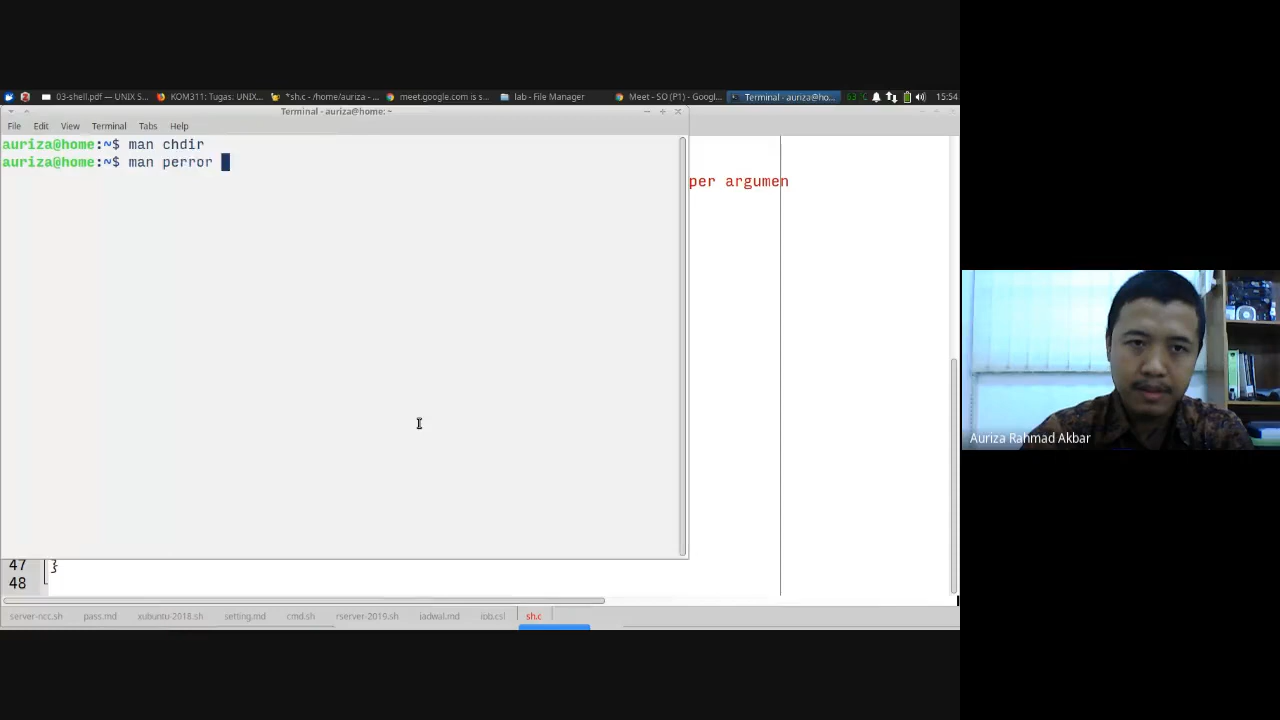 03-shell.pdf — UNIX S... KOM311: Tugas: UNIX... *sh.c - /home/auriza - ... meet.google.com is s... lab - File Manager Meet - SO (P1) - Googl... Terminal - auriza@ho... 63°C 15:54
Terminal - auriza@home: ~
File Edit View Terminal Tabs Help
auriza@home:~$ man chdir
auriza@home:~$ man perror
per argumen
47 }
48
server-ncc.sh pass.md xubuntu-2018.sh setting.md cmd.sh rserver-2019.sh jadwal.md ipb.csl sh.c
Auriza Rahmad Akbar